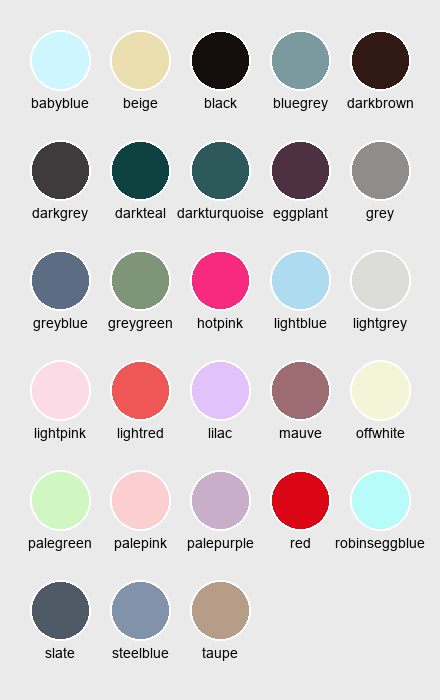 babyblue beige black bluegrey darkbrown
darkgrey darkteal darkturquoise eggplant grey
greyblue greygreen hotpink lightblue lightgrey
lightpink lightred lilac mauve offwhite
palegreen palepink palepurple red robinseggblue
slate steelblue taupe